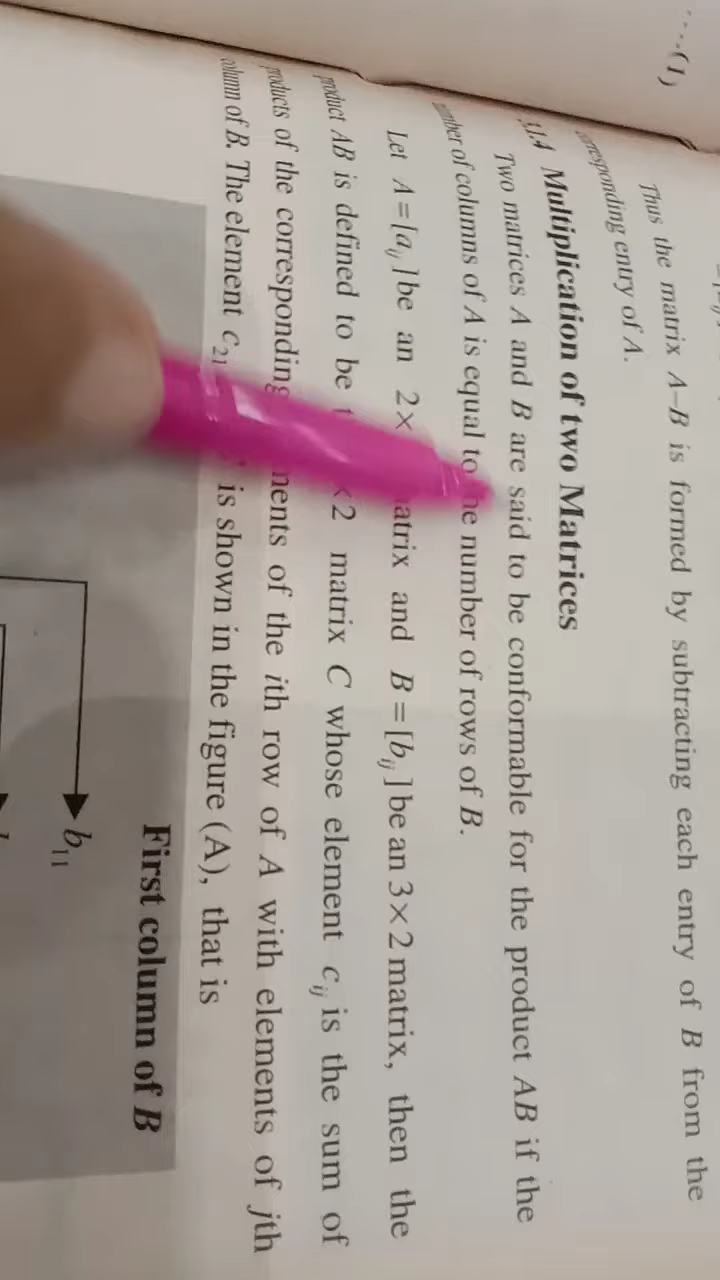 ....(1)
Thus the matrix A–B is formed by subtracting each entry of B from the
corresponding entry of A.
1.4 Multiplication of two Matrices
Two matrices A and B are said to be conformable for the product AB if the
number of columns of A is equal to he number of rows of B.
Let A = [aᵢⱼ] be an 2× atrix and B = [bᵢⱼ] be an 3×2 matrix, then the
product AB is defined to be ×2 matrix C whose element cᵢⱼ is the sum of
products of the corresponding ments of the ith row of A with elements of jth
column of B. The element c₂₁ is shown in the figure (A), that is
First column of B
b₁₁